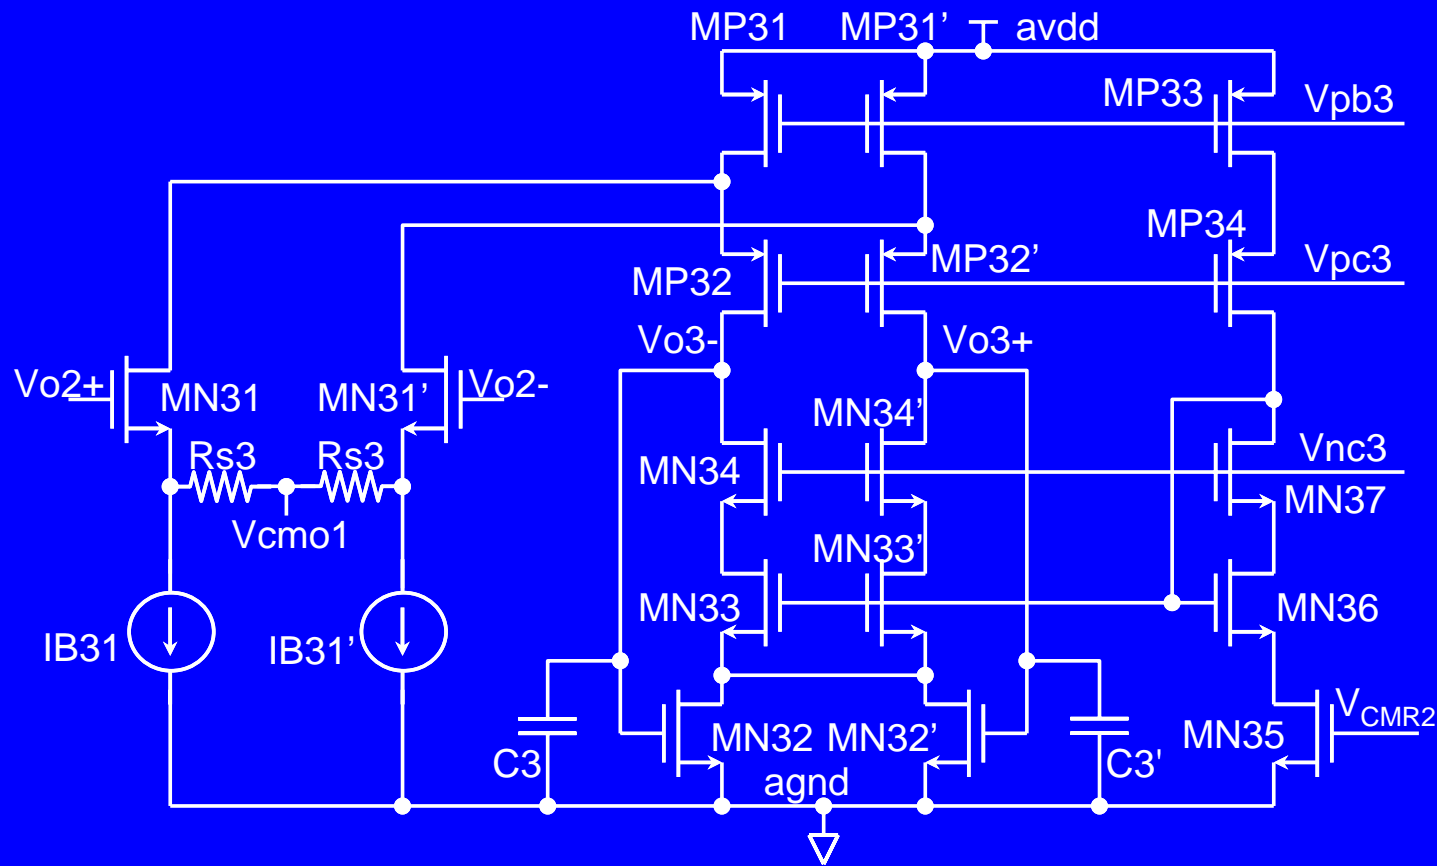 MP31 MP31’ avdd
MP33 Vpb3
MP34
MP32’ Vpc3
MP32
Vo3- Vo3+
Vo2+ MN31 MN31’ Vo2-
MN34’
Rs3 Rs3 MN34 Vnc3
MN37
Vcmo1
MN33’
MN33 MN36
IB31 IB31’
VCMR2
MN32 MN32’ MN35
C3 C3'
agnd